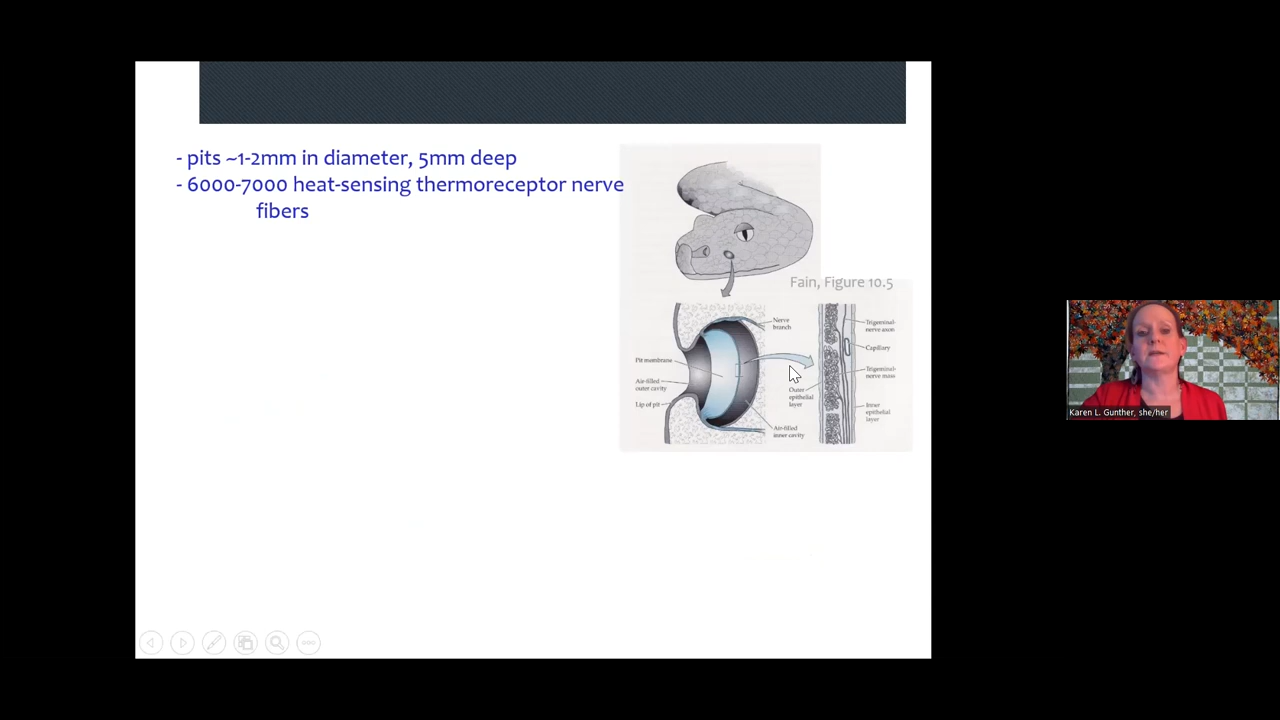 - pits ~1-2mm in diameter, 5mm deep
- 6000-7000 heat-sensing thermoreceptor nerve
fibers
Fain, Figure 10.5
Nerve
branch
Pit membrane
Air-filled
outer cavity
Lip of pit
Air-filled
inner cavity
Outer
epithelial
layer
Trigeminal-
nerve axon
Capillary
Trigeminal-
nerve mass
Inner
epithelial
layer
Karen L. Gunther, she/her